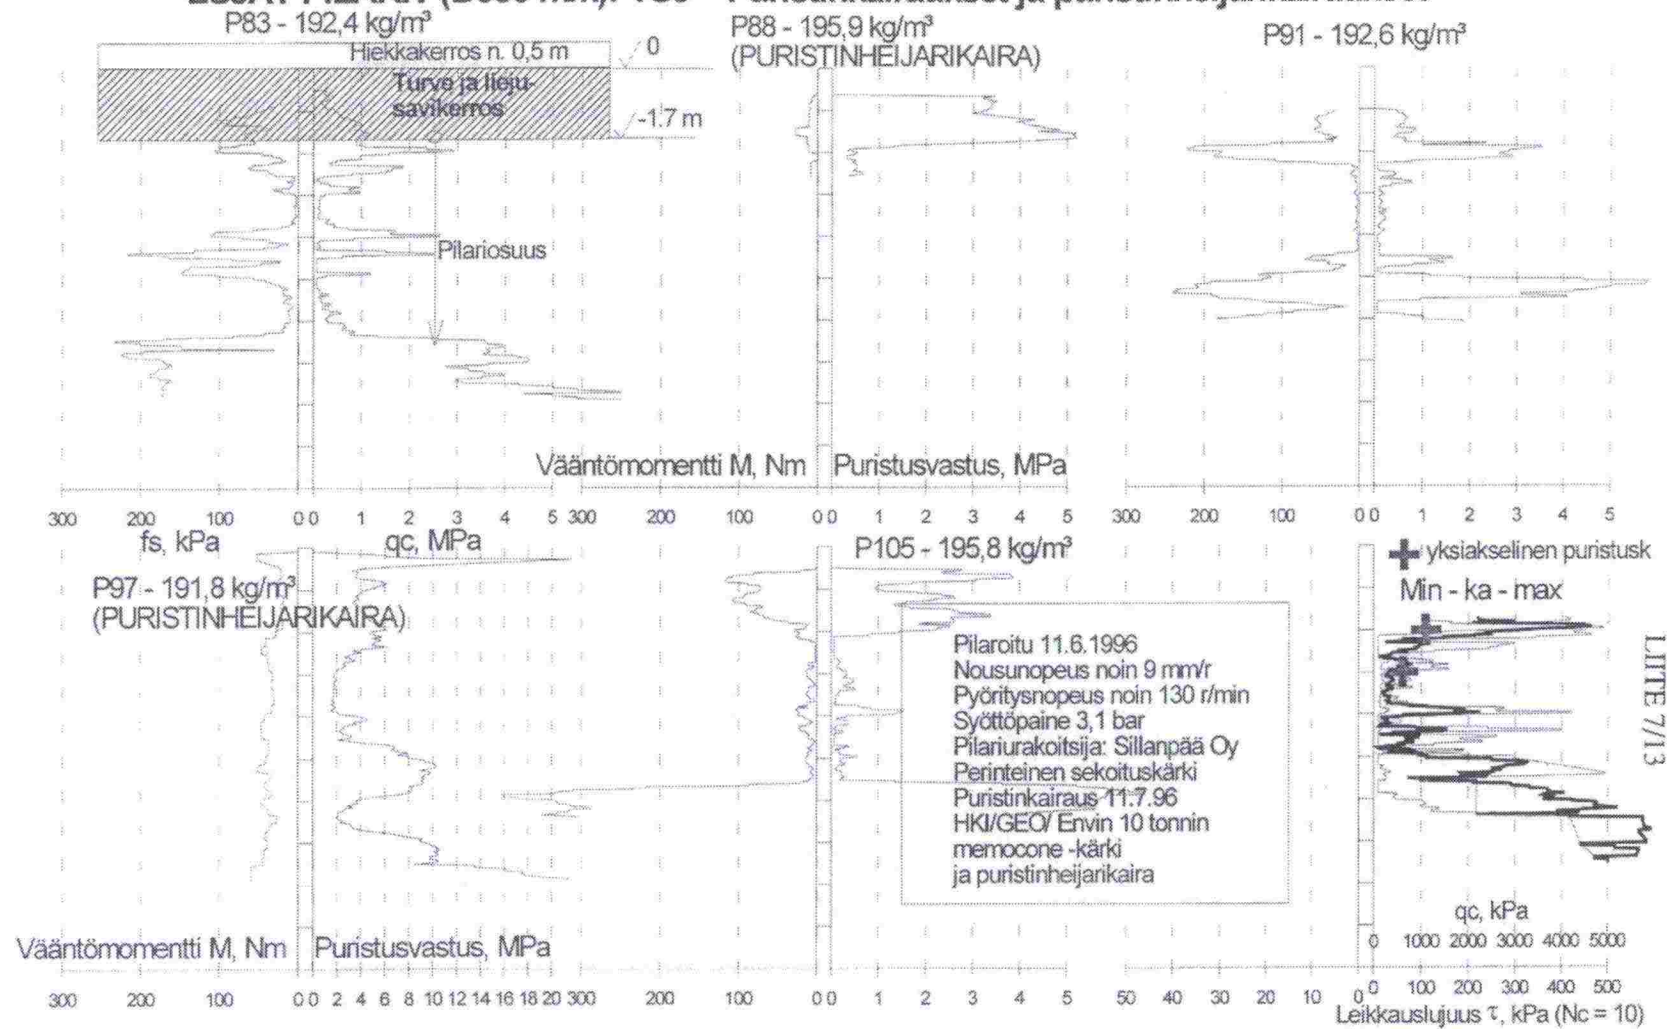 P83 - 192,4 kg/m³
P88 - 195,9 kg/m³
(PURISTINHEIJARIKAIRA)
P91 - 192,6 kg/m³
Hiekkakerros n. 0,5 m
0
Turve ja lieju-
savikerros
-1.7 m
Pilariosuus
Vääntömomentti M, Nm
Puristusvastus, MPa
300 200 100 0 0 1 2 3 4 5 300 200 100 0 0 1 2 3 4 5 300 200 100 0 0 1 2 3 4 5
fs, kPa
qc, MPa
P97 - 191,8 kg/m³
(PURISTINHEIJARIKAIRA)
P105 - 195,8 kg/m³
yksiakselinen puristusk
Min - ka - max
Pilaroitu 11.6.1996
Nousunopeus noin 9 mm/r
Pyöritysnopeus noin 130 r/min
Syöttöpaine 3,1 bar
Pilariurakoitsija: Sillanpää Oy
Perinteinen sekoituskärki
Puristinkairaus 11.7.96
HKI/GEO/ Envin 10 tonnin
memocone -kärki
ja puristinheijarikaira
LIITE 7/13
qc, kPa
0 1000 2000 3000 4000 5000
Vääntömomentti M, Nm
Puristusvastus, MPa
300 200 100 0 0 2 4 6 8 10 12 14 16 18 20 300 200 100 0 0 1 2 3 4 5 50 40 30 20 10 0 0 100 200 300 400 500
Leikkauslujuus τ, kPa (Nc = 10)